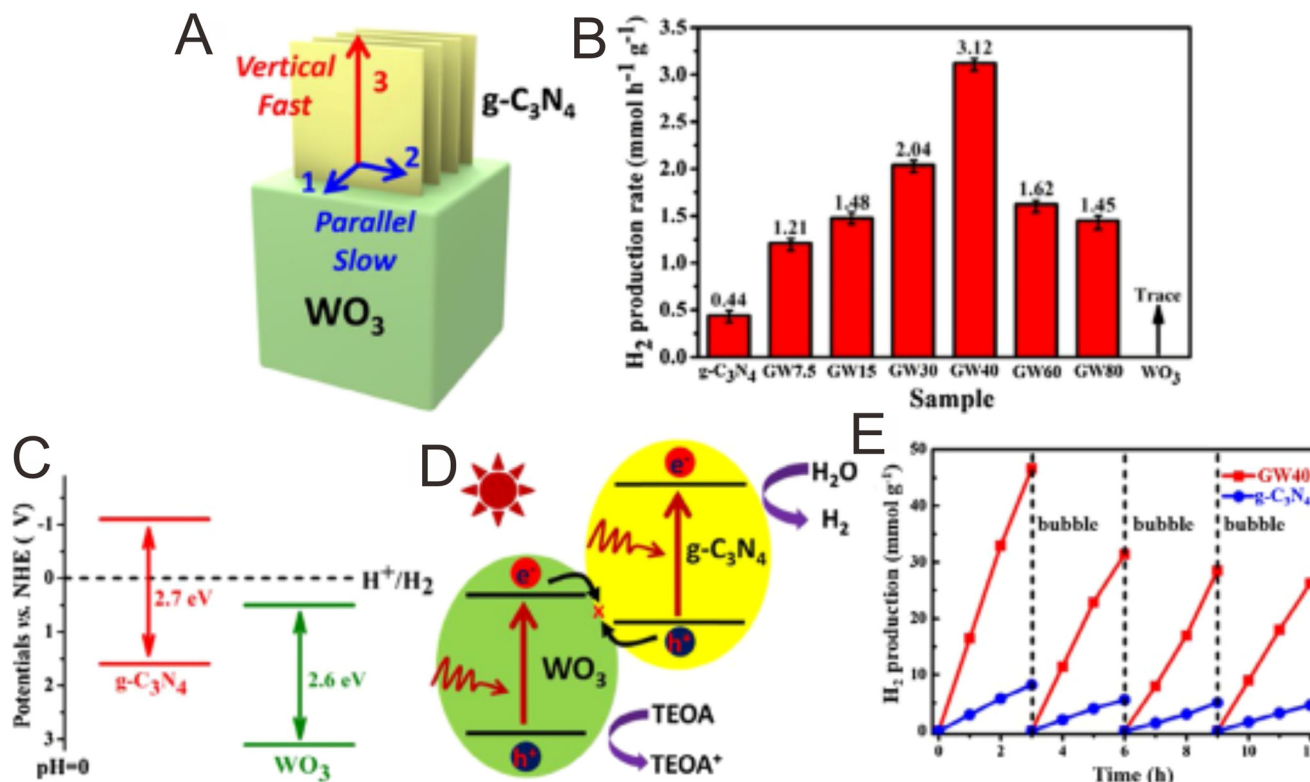 A
Vertical
Fast
3
g-C₃N₄
1
2
Parallel
Slow
WO₃
B
H₂ production rate (mmol h⁻¹ g⁻¹)
3.5
3.0
2.5
2.0
1.5
1.0
0.5
0.0
0.44
1.21
1.48
2.04
3.12
1.62
1.45
Trace
g-C₃N₄ GW7.5 GW15 GW30 GW40 GW60 GW80 WO₃
Sample
C
Potentials vs. NHE ( V)
-1
0
1
2
3
pH=0
H⁺/H₂
2.7 eV
g-C₃N₄
2.6 eV
WO₃
D
e⁻
H₂O
H₂
g-C₃N₄
e⁻
x
h⁺
WO₃
TEOA
TEOA⁺
h⁺
E
H₂ production (mmol g⁻¹)
50
40
30
20
10
0
GW40
g-C₃N₄
bubble bubble bubble
0 2 4 6 8 10
Time (h)